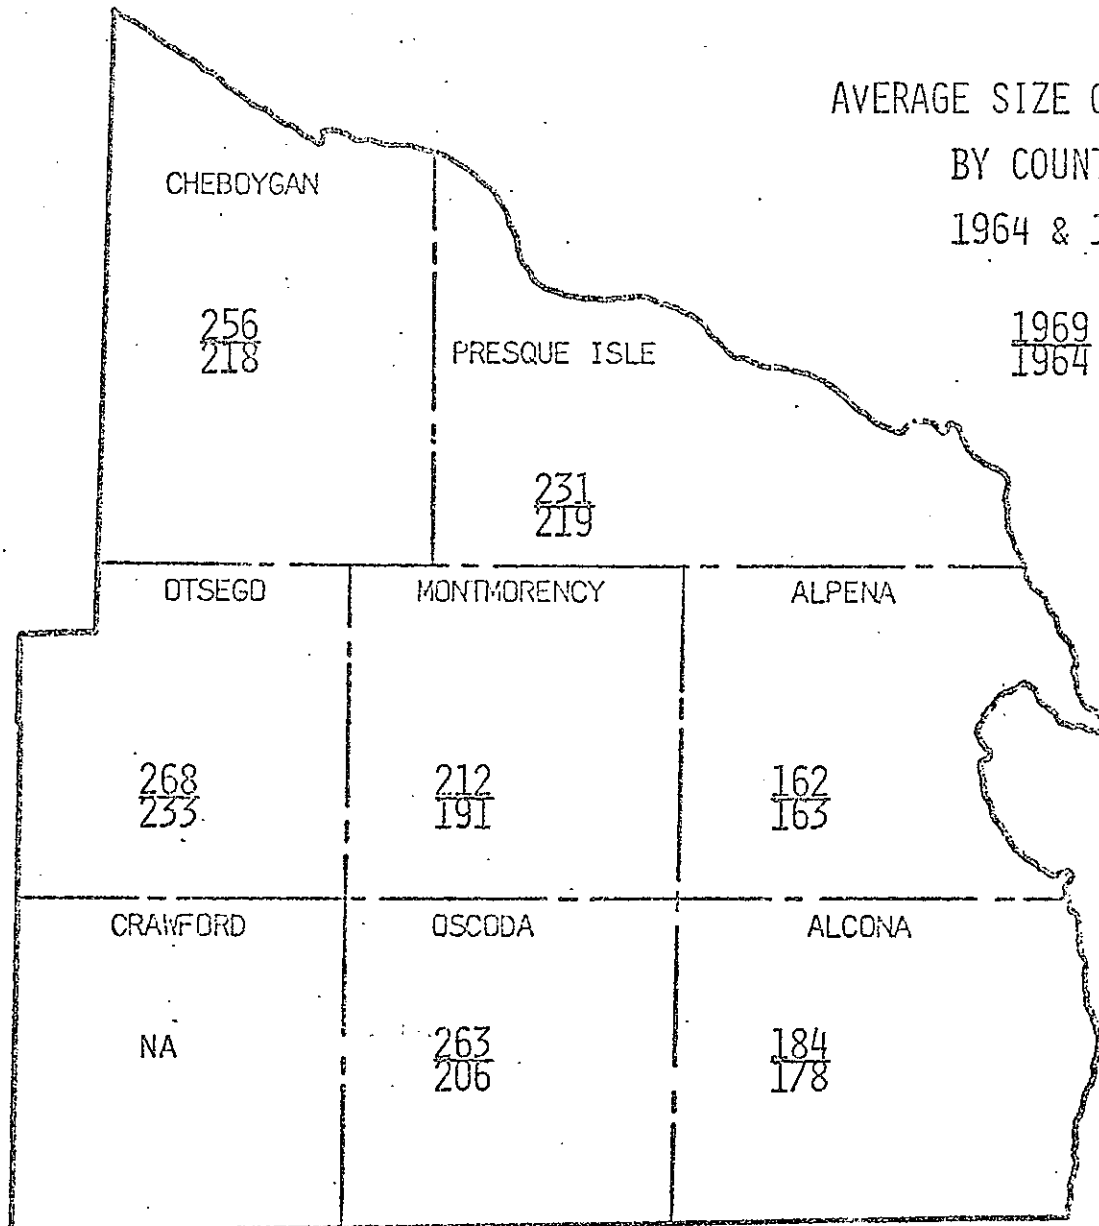 AVERAGE SIZE
BY
1964 &
CHEBOYGAN
256
218
PRESQUE ISLE
1969
1964
231
219
OTSEGO
MONTMORENCY
ALPENA
268
233
212
191
162
163
CRAWFORD
OSCODA
ALCONA
NA
263
206
184
178